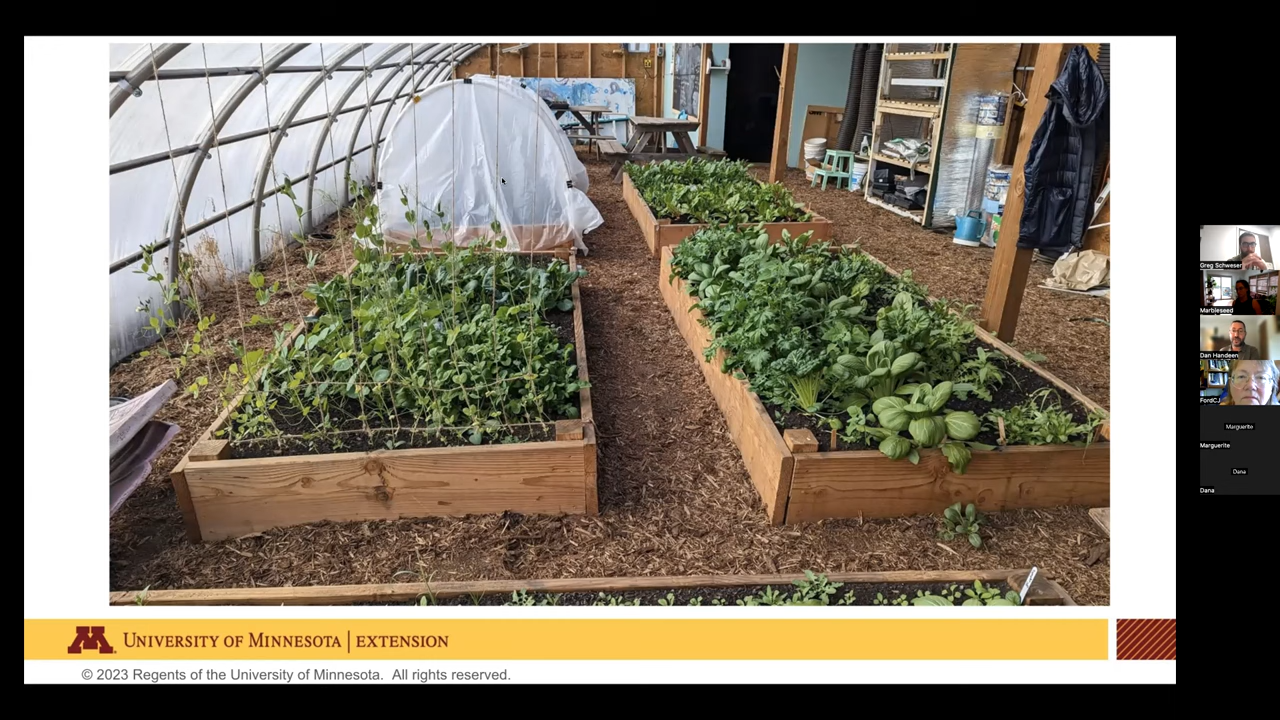 M
UNIVERSITY OF MINNESOTA | EXTENSION
© 2023 Regents of the University of Minnesota. All rights reserved.
Greg Schweser
Marbleseed
Dan Handeen
FordCJ
Marguerite
Marguerite
Dana
Dana